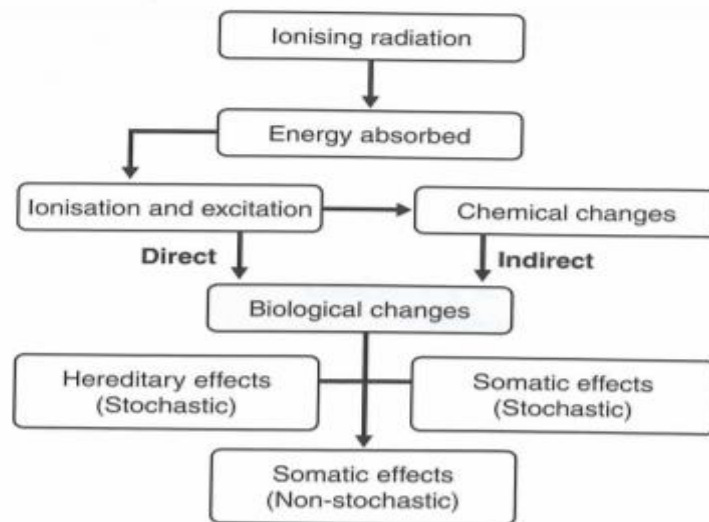 Ionising radiation
Energy absorbed
Ionisation and excitation
Chemical changes
Direct
Indirect
Biological changes
Hereditary effects
(Stochastic)
Somatic effects
(Stochastic)
Somatic effects
(Non-stochastic)